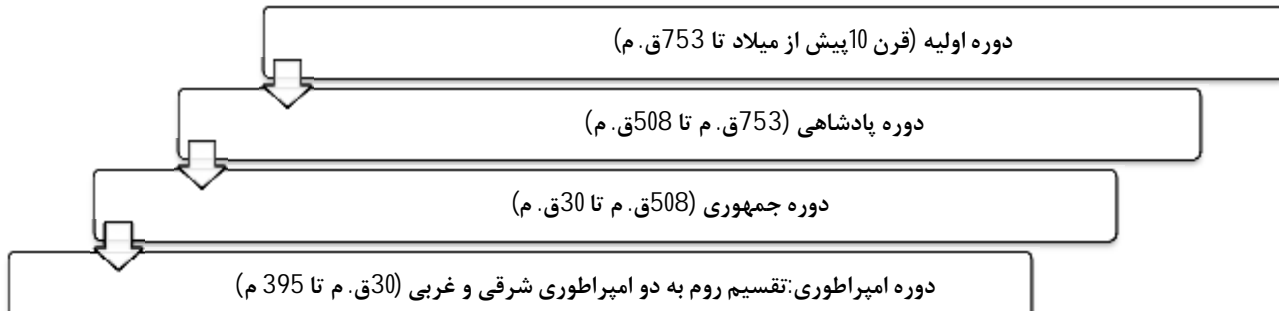 دوره اولیه (قرن 10پیش از میلاد تا 753ق. م)
دوره پادشاهی (753ق. م تا 508ق. م)
دوره جمهوری (508ق. م تا 30ق. م)
دوره امپراطوری:تقسیم روم به دو امپراطوری شرقی و غربی (30ق. م تا 395 م)